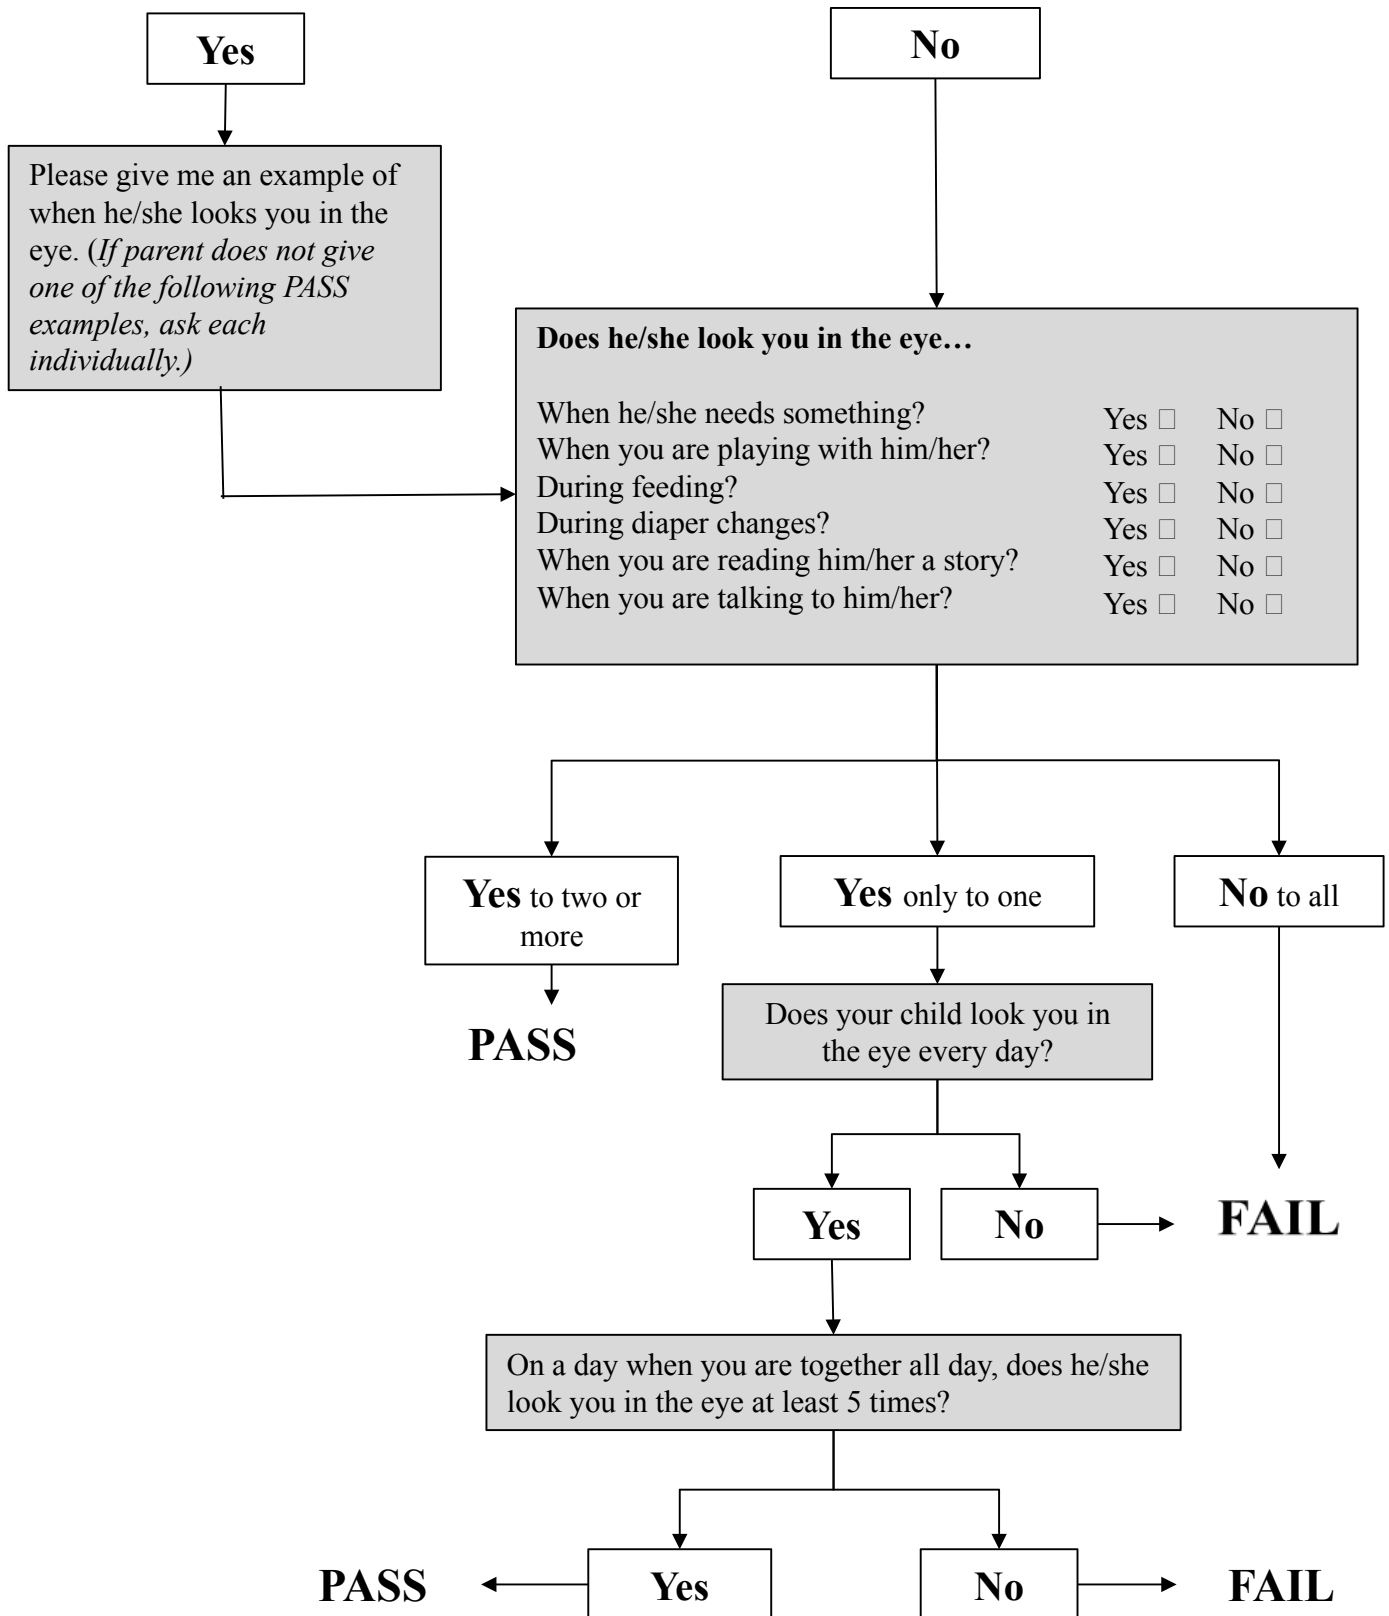 Yes
No
Please give me an example of
when he/she looks you in the
eye. (If parent does not give
one of the following PASS
examples, ask each
individually.)
Does he/she look you in the eye…
When he/she needs something? Yes □ No □
When you are playing with him/her? Yes □ No □
During feeding? Yes □ No □
During diaper changes? Yes □ No □
When you are reading him/her a story? Yes □ No □
When you are talking to him/her? Yes □ No □
Yes to two or
more
Yes only to one
No to all
PASS
Does your child look you in
the eye every day?
Yes
No
FAIL
On a day when you are together all day, does he/she
look you in the eye at least 5 times?
PASS
Yes
No
FAIL